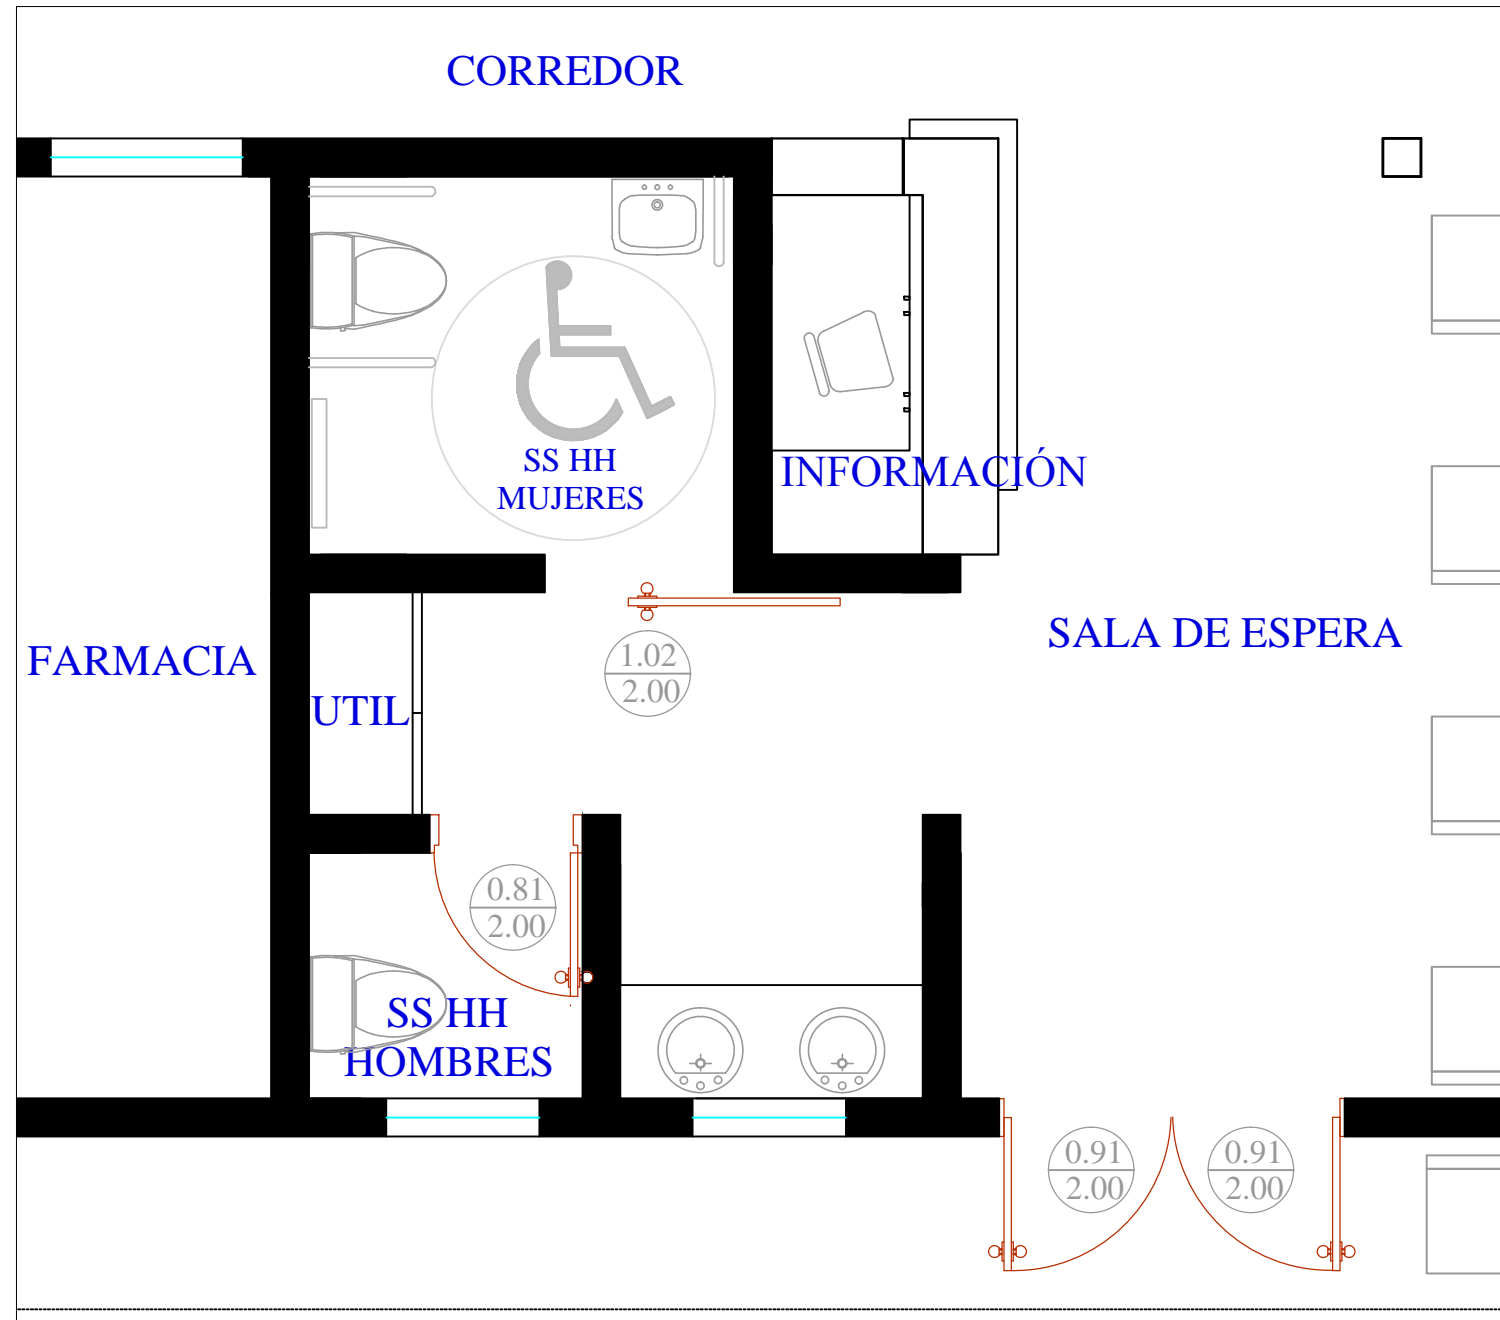 CORREDOR
SS HH
MUJERES
INFORMACIÓN
SALA DE ESPERA
FARMACIA
1.02
2.00
UTIL
0.81
2.00
SS HH
HOMBRES
0.91
2.00
0.91
2.00